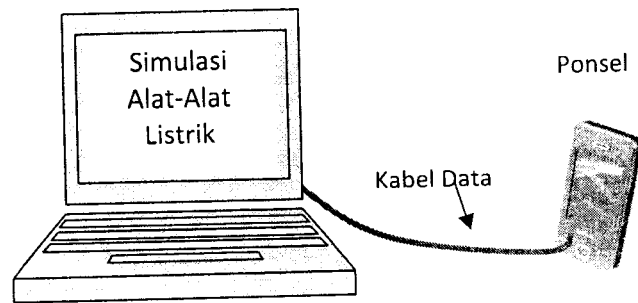 Simulasi
Alat-Alat
Listrik
Ponsel
Kabel Data